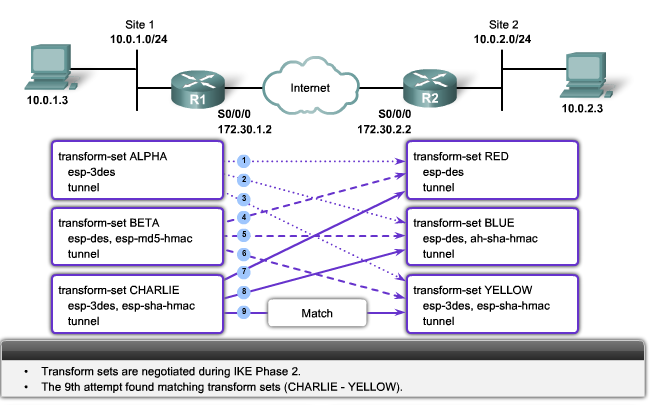 Site 1
10.0.1.0/24
Site 2
10.0.2.0/24
10.0.1.3
R1
Internet
R2
10.0.2.3
S0/0/0
172.30.1.2
S0/0/0
172.30.2.2
transform-set ALPHA
esp-3des
tunnel
transform-set BETA
esp-des, esp-md5-hmac
tunnel
transform-set CHARLIE
esp-3des, esp-sha-hmac
tunnel
1
2
3
4
5
6
7
8
9
Match
transform-set RED
esp-des
tunnel
transform-set BLUE
esp-des, ah-sha-hmac
tunnel
transform-set YELLOW
esp-3des, esp-sha-hmac
tunnel
• Transform sets are negotiated during IKE Phase 2.
• The 9th attempt found matching transform sets (CHARLIE - YELLOW).